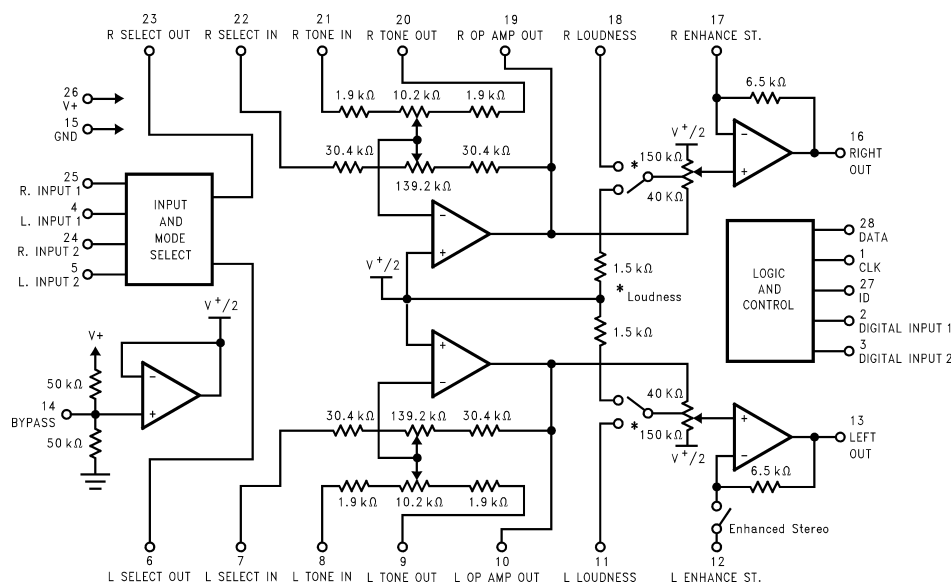 23 22 21 20 19 18 17
R SELECT OUT R SELECT IN R TONE IN R TONE OUT R OP AMP OUT R LOUDNESS R ENHANCE ST.
6.5 kΩ
26
V+
1.9 kΩ 10.2 kΩ 1.9 kΩ
15
GND
V+/2
16
RIGHT
OUT
30.4 kΩ 30.4 kΩ
* 150 kΩ
139.2 kΩ
40 KΩ
25
R. INPUT 1
4
L. INPUT 1
24
R. INPUT 2
5
L. INPUT 2
INPUT
AND
MODE
SELECT
−
+
−
+
28
DATA
1
CLK
27
ID
2
DIGITAL INPUT 1
3
DIGITAL INPUT 2
LOGIC
AND
CONTROL
V+/2
1.5 kΩ
* Loudness
1.5 kΩ
V+/2
V+
50 kΩ
14
BYPASS
50 kΩ
−
+
+
−
40 KΩ
* 150 kΩ
V+/2
30.4 kΩ 139.2 kΩ 30.4 kΩ
+
−
13
LEFT
OUT
6.5 kΩ
1.9 kΩ 10.2 kΩ 1.9 kΩ
Enhanced Stereo
6 7 8 9 10 11 12
L SELECT OUT L SELECT IN L TONE IN L TONE OUT L OP AMP OUT L LOUDNESS L ENHANCE ST.